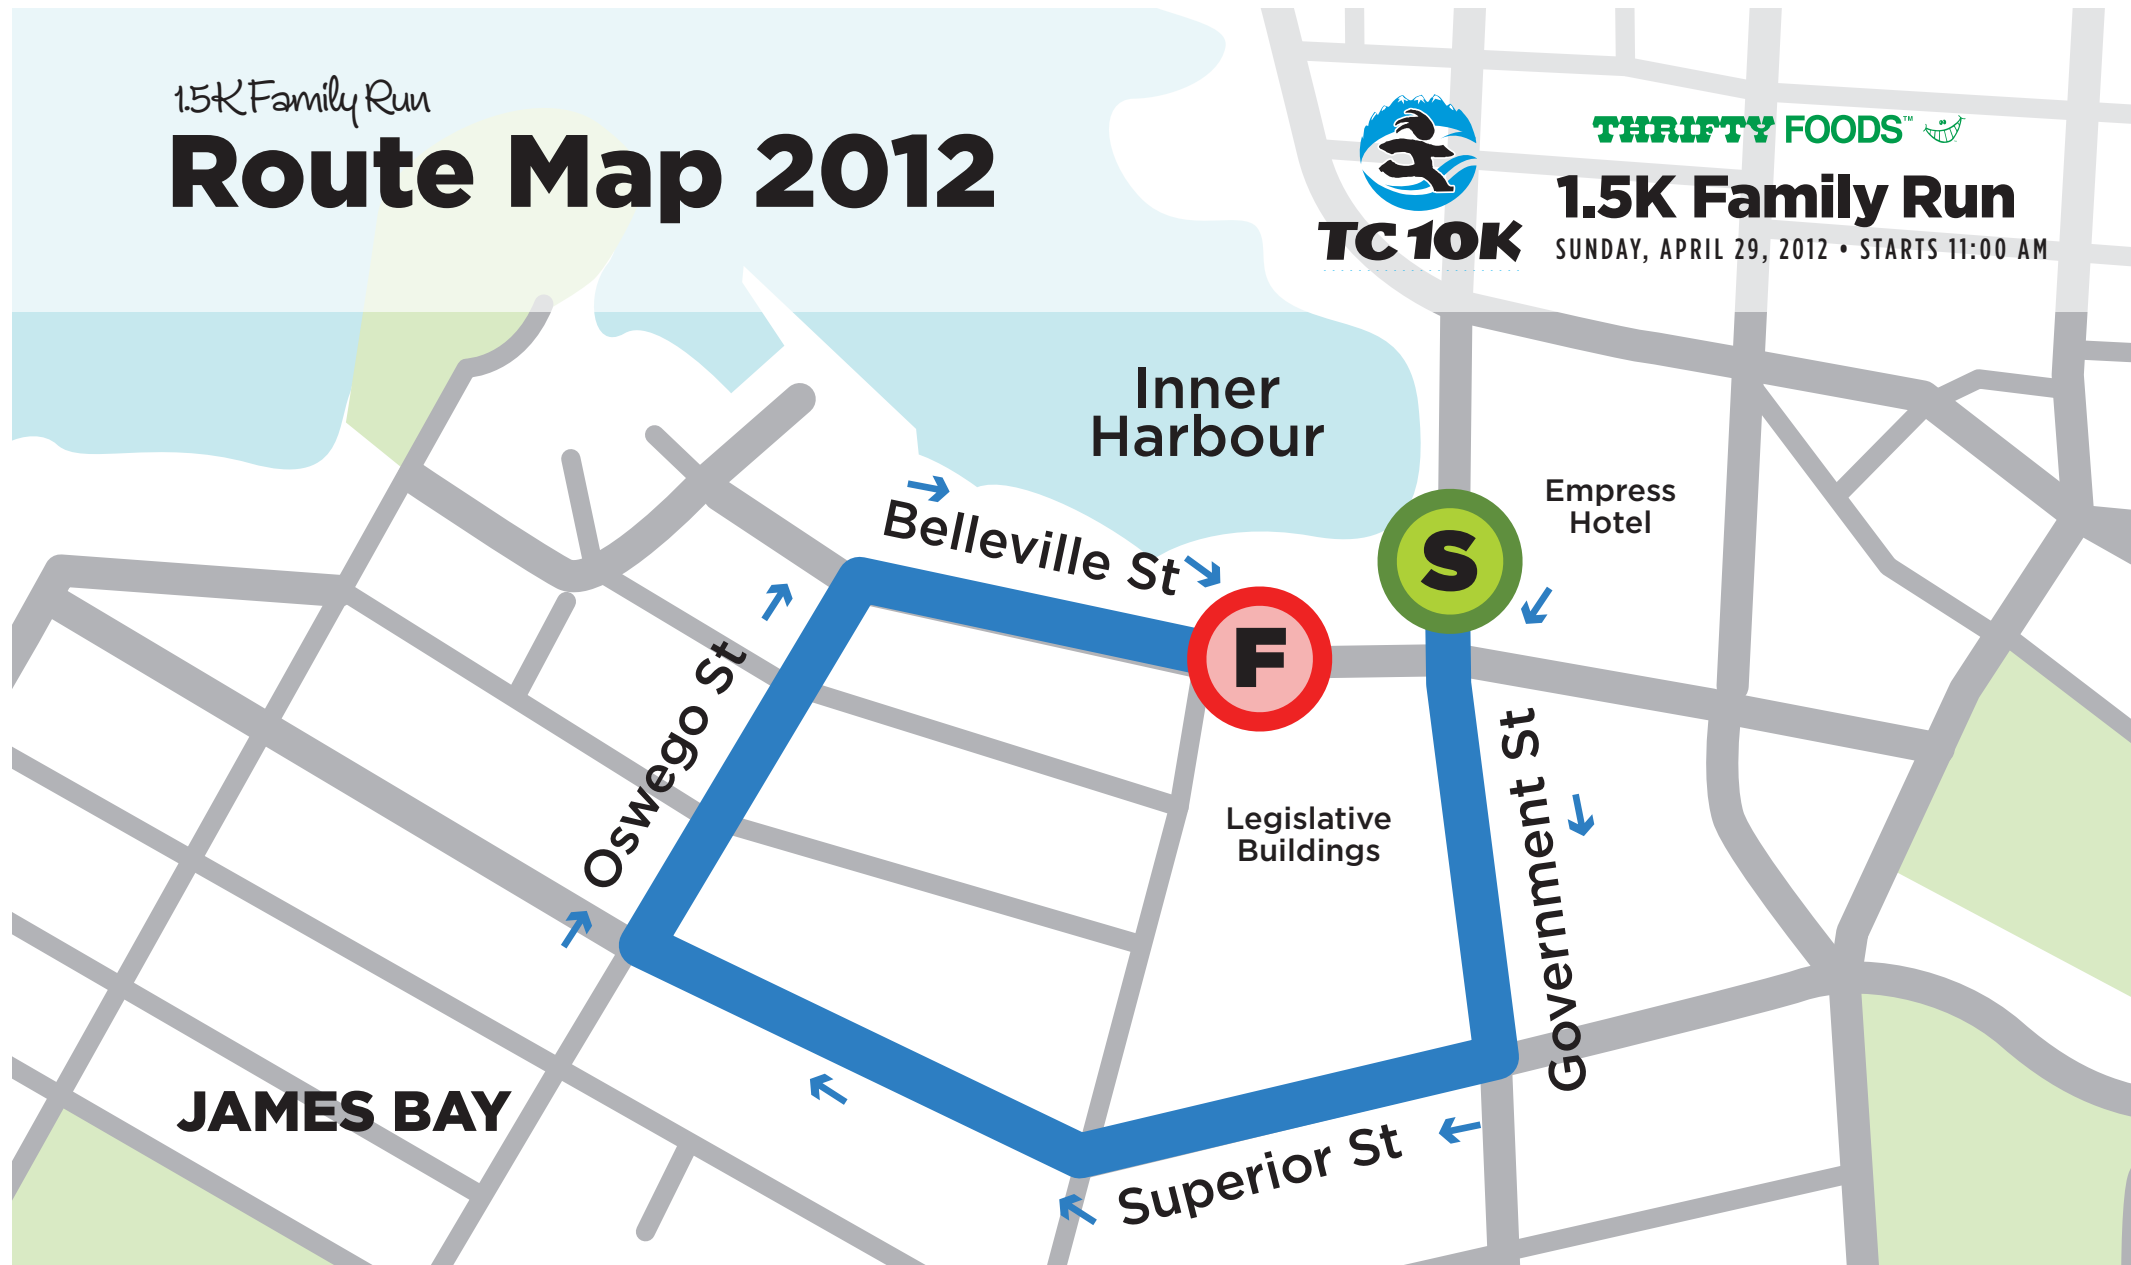 1.5K Family Run
Route Map 2012
TC 10K
THRIFTY FOODS™
1.5K Family Run
SUNDAY, APRIL 29, 2012 • STARTS 11:00 AM
Inner
Harbour
Empress
Hotel
Belleville St
S
F
Oswego St
Government St
Legislative
Buildings
JAMES BAY
Superior St